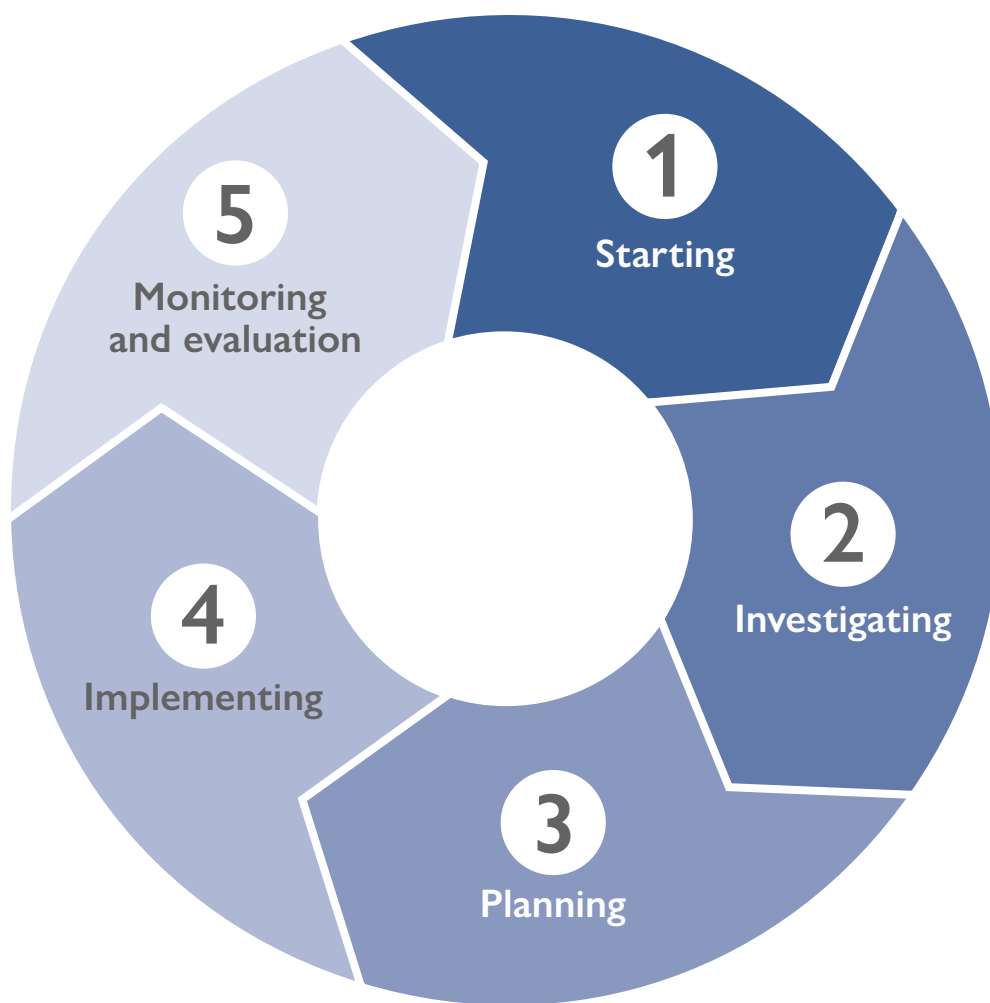 1
Starting
2
Investigating
3
Planning
4
Implementing
5
Monitoring
and evaluation